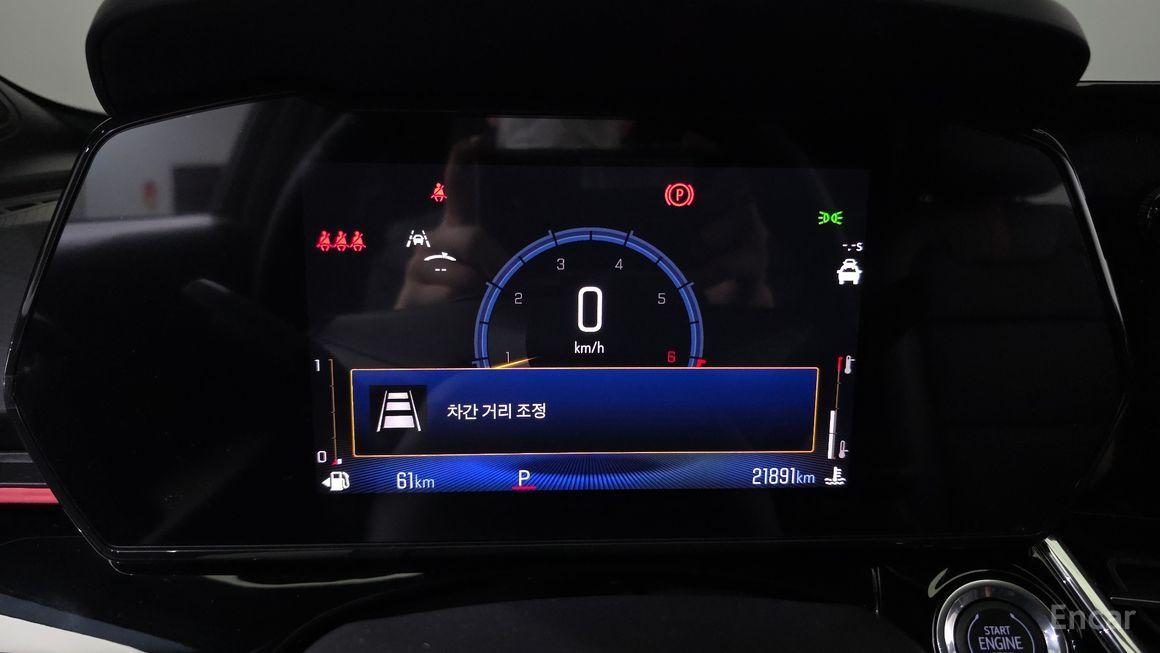 P
--
-.-s
3 4
2 5
0
km/h
1 6
1
차간 거리 조정
0
61km P 21891km
START
ENGINE
Encar